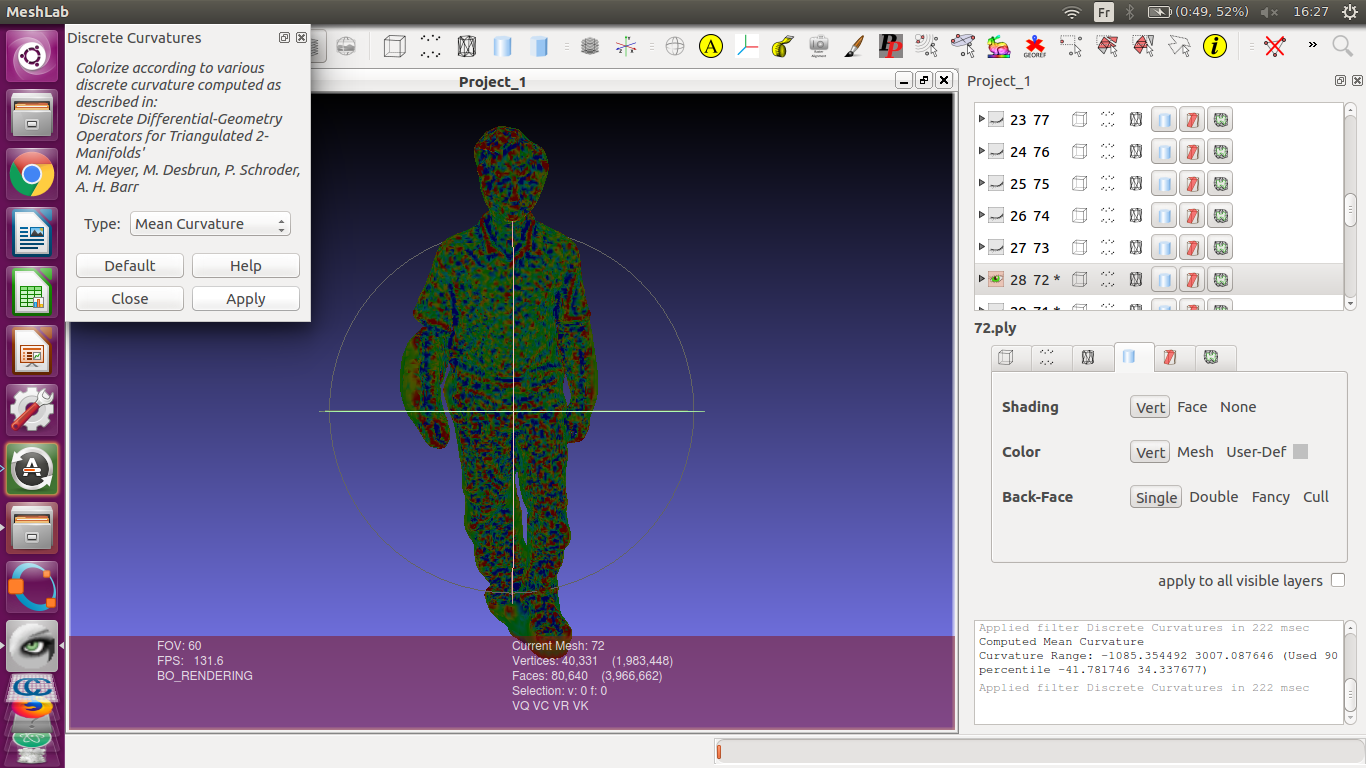 MeshLab
Fr
(0:49, 52%)
16:27
Discrete Curvatures
Colorize according to various
discrete curvature computed as
described in:
'Discrete Differential-Geometry
Operators for Triangulated 2-
Manifolds'
M. Meyer, M. Desbrun, P. Schroder,
A. H. Barr
Type: Mean Curvature
Default Help
Close Apply
A
PP
GEOREF
i
»
Project_1
FOV: 60
FPS: 131.6
BO_RENDERING
Current Mesh: 72
Vertices: 40,331 (1,983,448)
Faces: 80,640 (3,966,662)
Selection: v: 0 f: 0
VQ VC VR VK
Project_1
23 77
24 76
25 75
26 74
27 73
28 72 *
29 71 *
72.ply
Shading Vert Face None
Color Vert Mesh User-Def
Back-Face Single Double Fancy Cull
apply to all visible layers
Applied filter Discrete Curvatures in 222 msec
Computed Mean Curvature
Curvature Range: -1085.354492 3007.087646 (Used 90
percentile -41.781746 34.337677)
Applied filter Discrete Curvatures in 222 msec